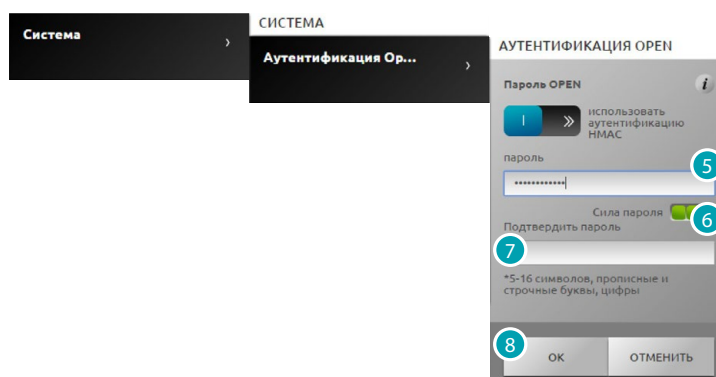 Система
СИСТЕМА
Аутентификация Op...
АУТЕНТИФИКАЦИЯ OPEN
Пароль OPEN
i
I
использовать
аутентификацию
HMAC
пароль
5
••••••••••••
Сила пароля
6
Подтвердить пароль
7
*5-16 символов, прописные и
строчные буквы, цифры
8
ОК
ОТМЕНИТЬ